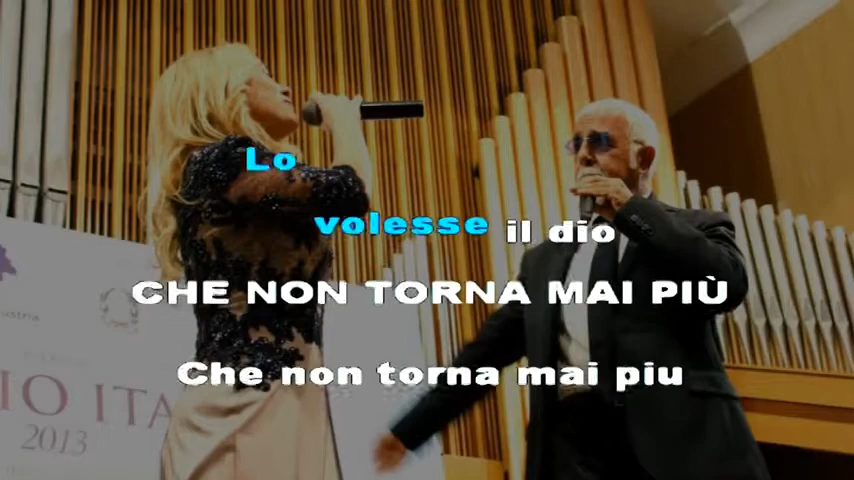 Lo
volesse il dio
CHE NON TORNA MAI PIÙ
Che non torna mai piu
IO ITA
2013